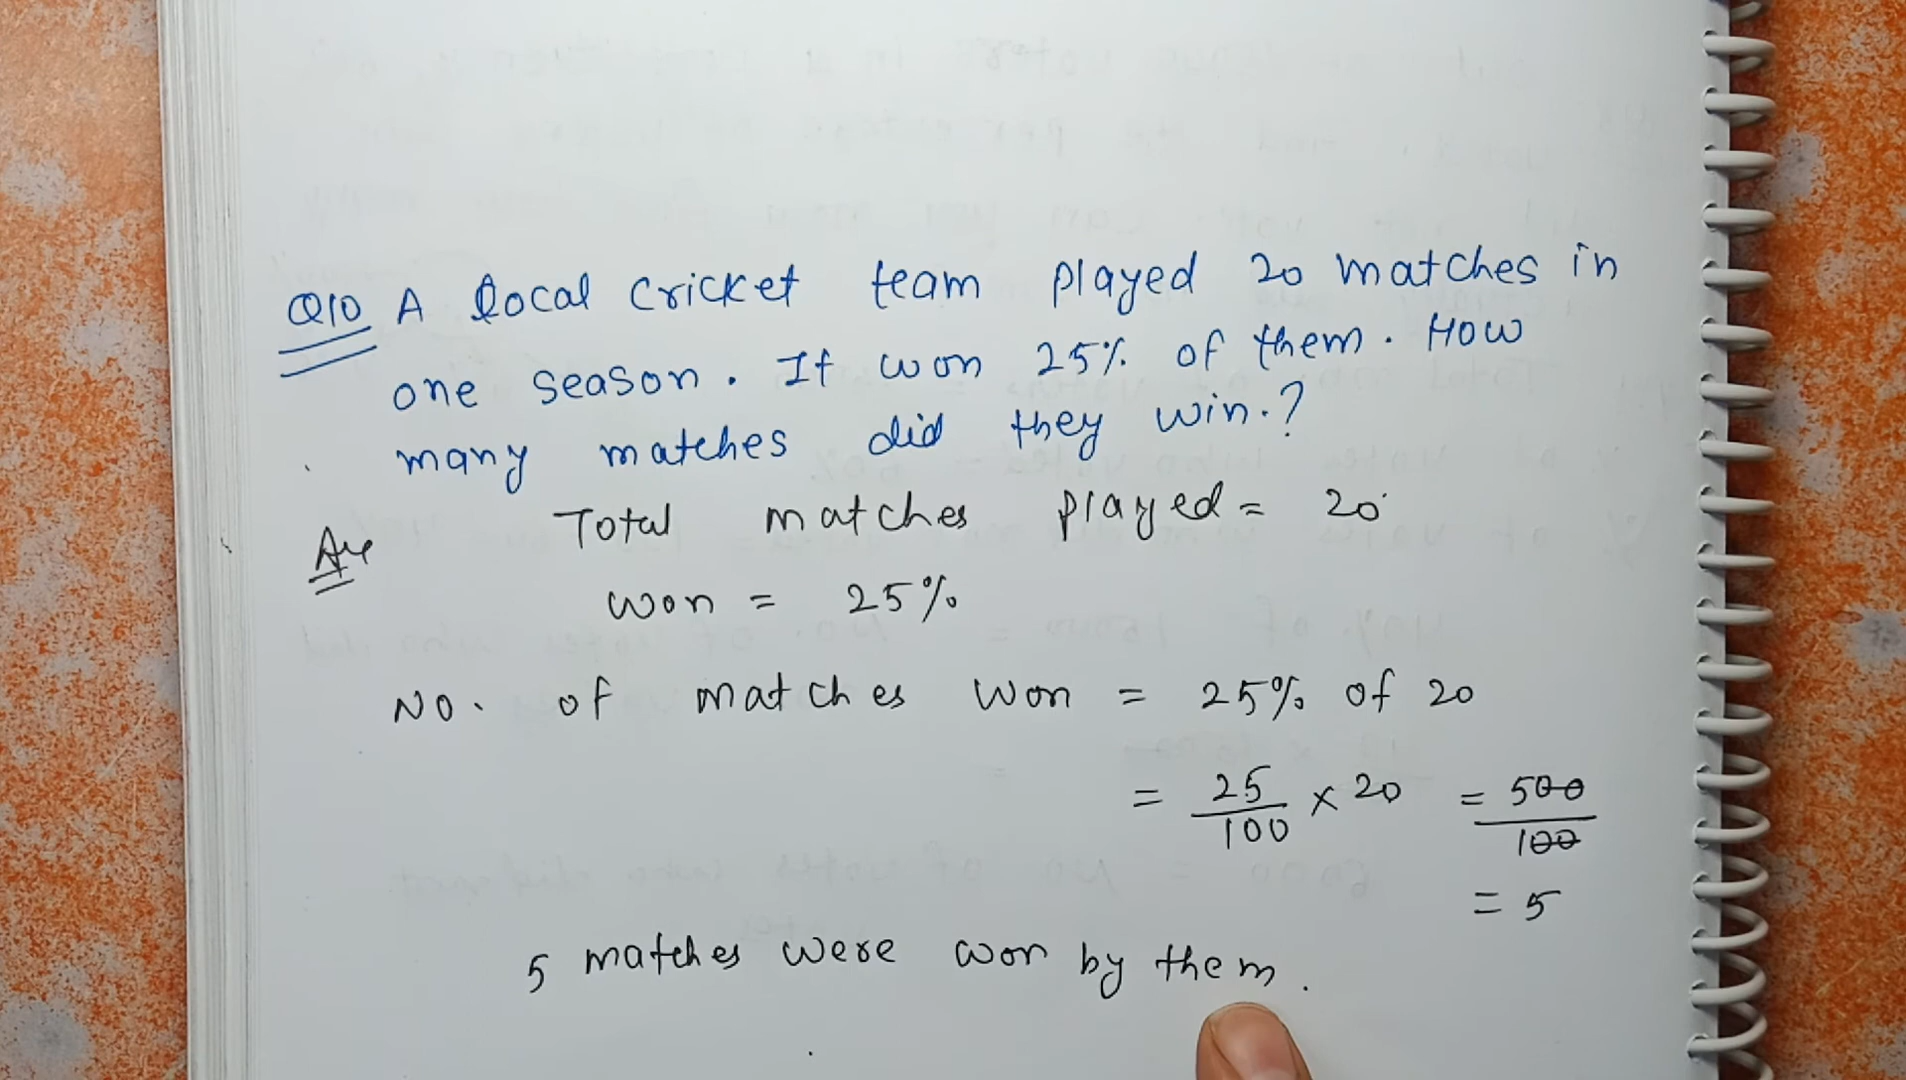 Q10 A local cricket team played 20 matches in
one season. It won 25% of them. How
many matches did they win.?
Total matches played = 20
won = 25%
No. of matches won = 25% of 20
= 25/100 × 20 = 500/100
= 5
5 matches were won by them.